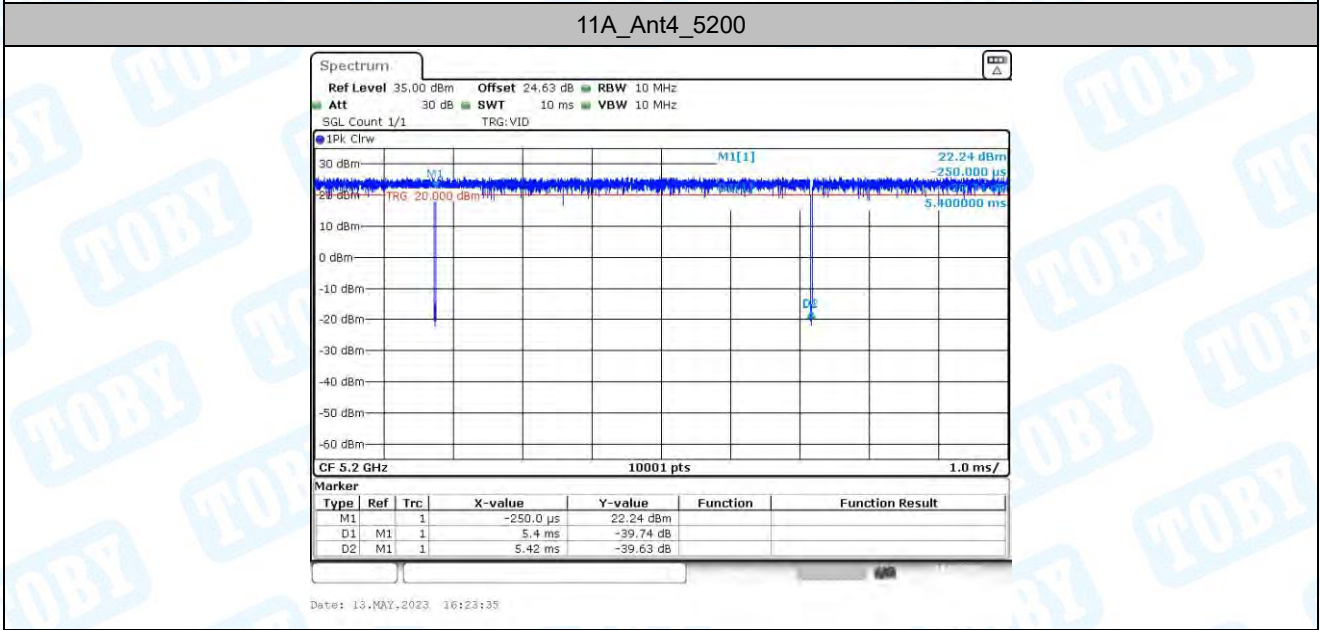 11A_Ant4_5200
Spectrum
Ref Level 35.00 dBm Offset 24.63 dB RBW 10 MHz
Att 30 dB SWT 10 ms VBW 10 MHz
SGL Count 1/1 TRG:VID
1Pk Clrw
M1[1] 22.24 dBm
-250.000 µs
5.400000 ms
30 dBm
M1
20 dBm
TRG 20.000 dBm
10 dBm
0 dBm
-10 dBm
D2
-20 dBm
-30 dBm
-40 dBm
-50 dBm
-60 dBm
CF 5.2 GHz 10001 pts 1.0 ms/
Marker
Type Ref Trc X-value Y-value Function Function Result
M1 1 -250.0 µs 22.24 dBm
D1 M1 1 5.4 ms -39.74 dB
D2 M1 1 5.42 ms -39.63 dB
Date: 13.MAY.2023 16:23:35
TOBY